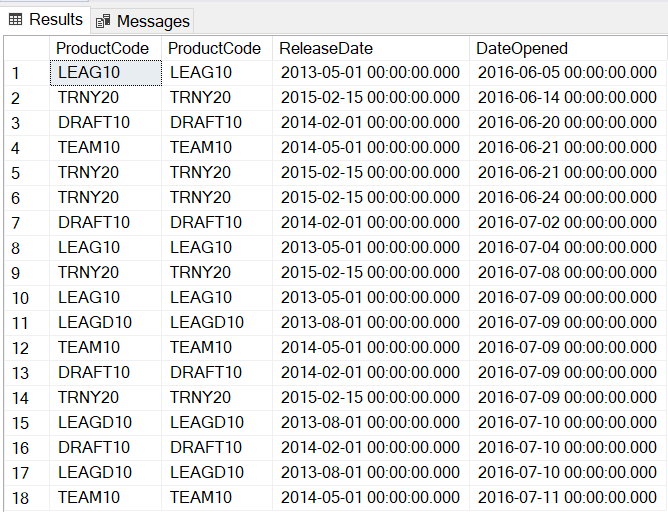 Results Messages
ProductCode ProductCode ReleaseDate DateOpened
1 LEAG10 LEAG10 2013-05-01 00:00:00.000 2016-06-05 00:00:00.000
2 TRNY20 TRNY20 2015-02-15 00:00:00.000 2016-06-14 00:00:00.000
3 DRAFT10 DRAFT10 2014-02-01 00:00:00.000 2016-06-20 00:00:00.000
4 TEAM10 TEAM10 2014-05-01 00:00:00.000 2016-06-21 00:00:00.000
5 TRNY20 TRNY20 2015-02-15 00:00:00.000 2016-06-21 00:00:00.000
6 TRNY20 TRNY20 2015-02-15 00:00:00.000 2016-06-24 00:00:00.000
7 DRAFT10 DRAFT10 2014-02-01 00:00:00.000 2016-07-02 00:00:00.000
8 LEAG10 LEAG10 2013-05-01 00:00:00.000 2016-07-04 00:00:00.000
9 TRNY20 TRNY20 2015-02-15 00:00:00.000 2016-07-08 00:00:00.000
10 LEAG10 LEAG10 2013-05-01 00:00:00.000 2016-07-09 00:00:00.000
11 LEAGD10 LEAGD10 2013-08-01 00:00:00.000 2016-07-09 00:00:00.000
12 TEAM10 TEAM10 2014-05-01 00:00:00.000 2016-07-09 00:00:00.000
13 DRAFT10 DRAFT10 2014-02-01 00:00:00.000 2016-07-09 00:00:00.000
14 TRNY20 TRNY20 2015-02-15 00:00:00.000 2016-07-09 00:00:00.000
15 LEAGD10 LEAGD10 2013-08-01 00:00:00.000 2016-07-10 00:00:00.000
16 DRAFT10 DRAFT10 2014-02-01 00:00:00.000 2016-07-10 00:00:00.000
17 LEAGD10 LEAGD10 2013-08-01 00:00:00.000 2016-07-10 00:00:00.000
18 TEAM10 TEAM10 2014-05-01 00:00:00.000 2016-07-11 00:00:00.000